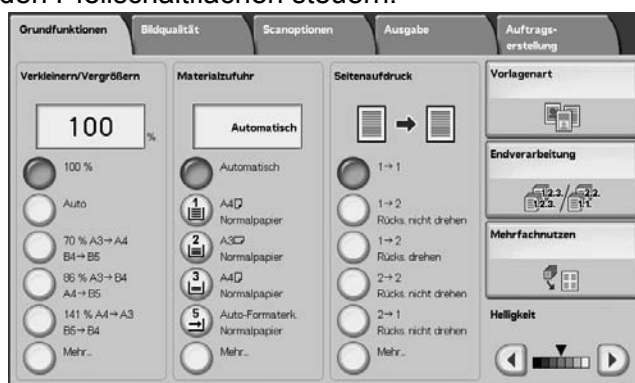 den Pfeilschaltflächen steuern.
Grundfunktionen
Bildqualität
Scanoptionen
Ausgabe
Auftrags-
erstellung
Verkleinern/Vergrößern
100 %
100 %
Auto
70 % A3→A4
B4→B5
86 % A3→B4
A4→B5
141 % A4→A3
B5→B4
Mehr...
Materialzufuhr
Automatisch
Automatisch
1 A4
Normalpapier
2 A3
Normalpapier
3 A4
Normalpapier
5 Auto-Formaterk.
Normalpapier
Mehr...
Seitenaufdruck
1→1
1→2
Rücks. nicht drehen
1→2
Rücks. drehen
2→2
Rücks. nicht drehen
2→1
Rücks. nicht drehen
Mehr...
Vorlagenart
Endverarbeitung
Mehrfachnutzen
Helligkeit